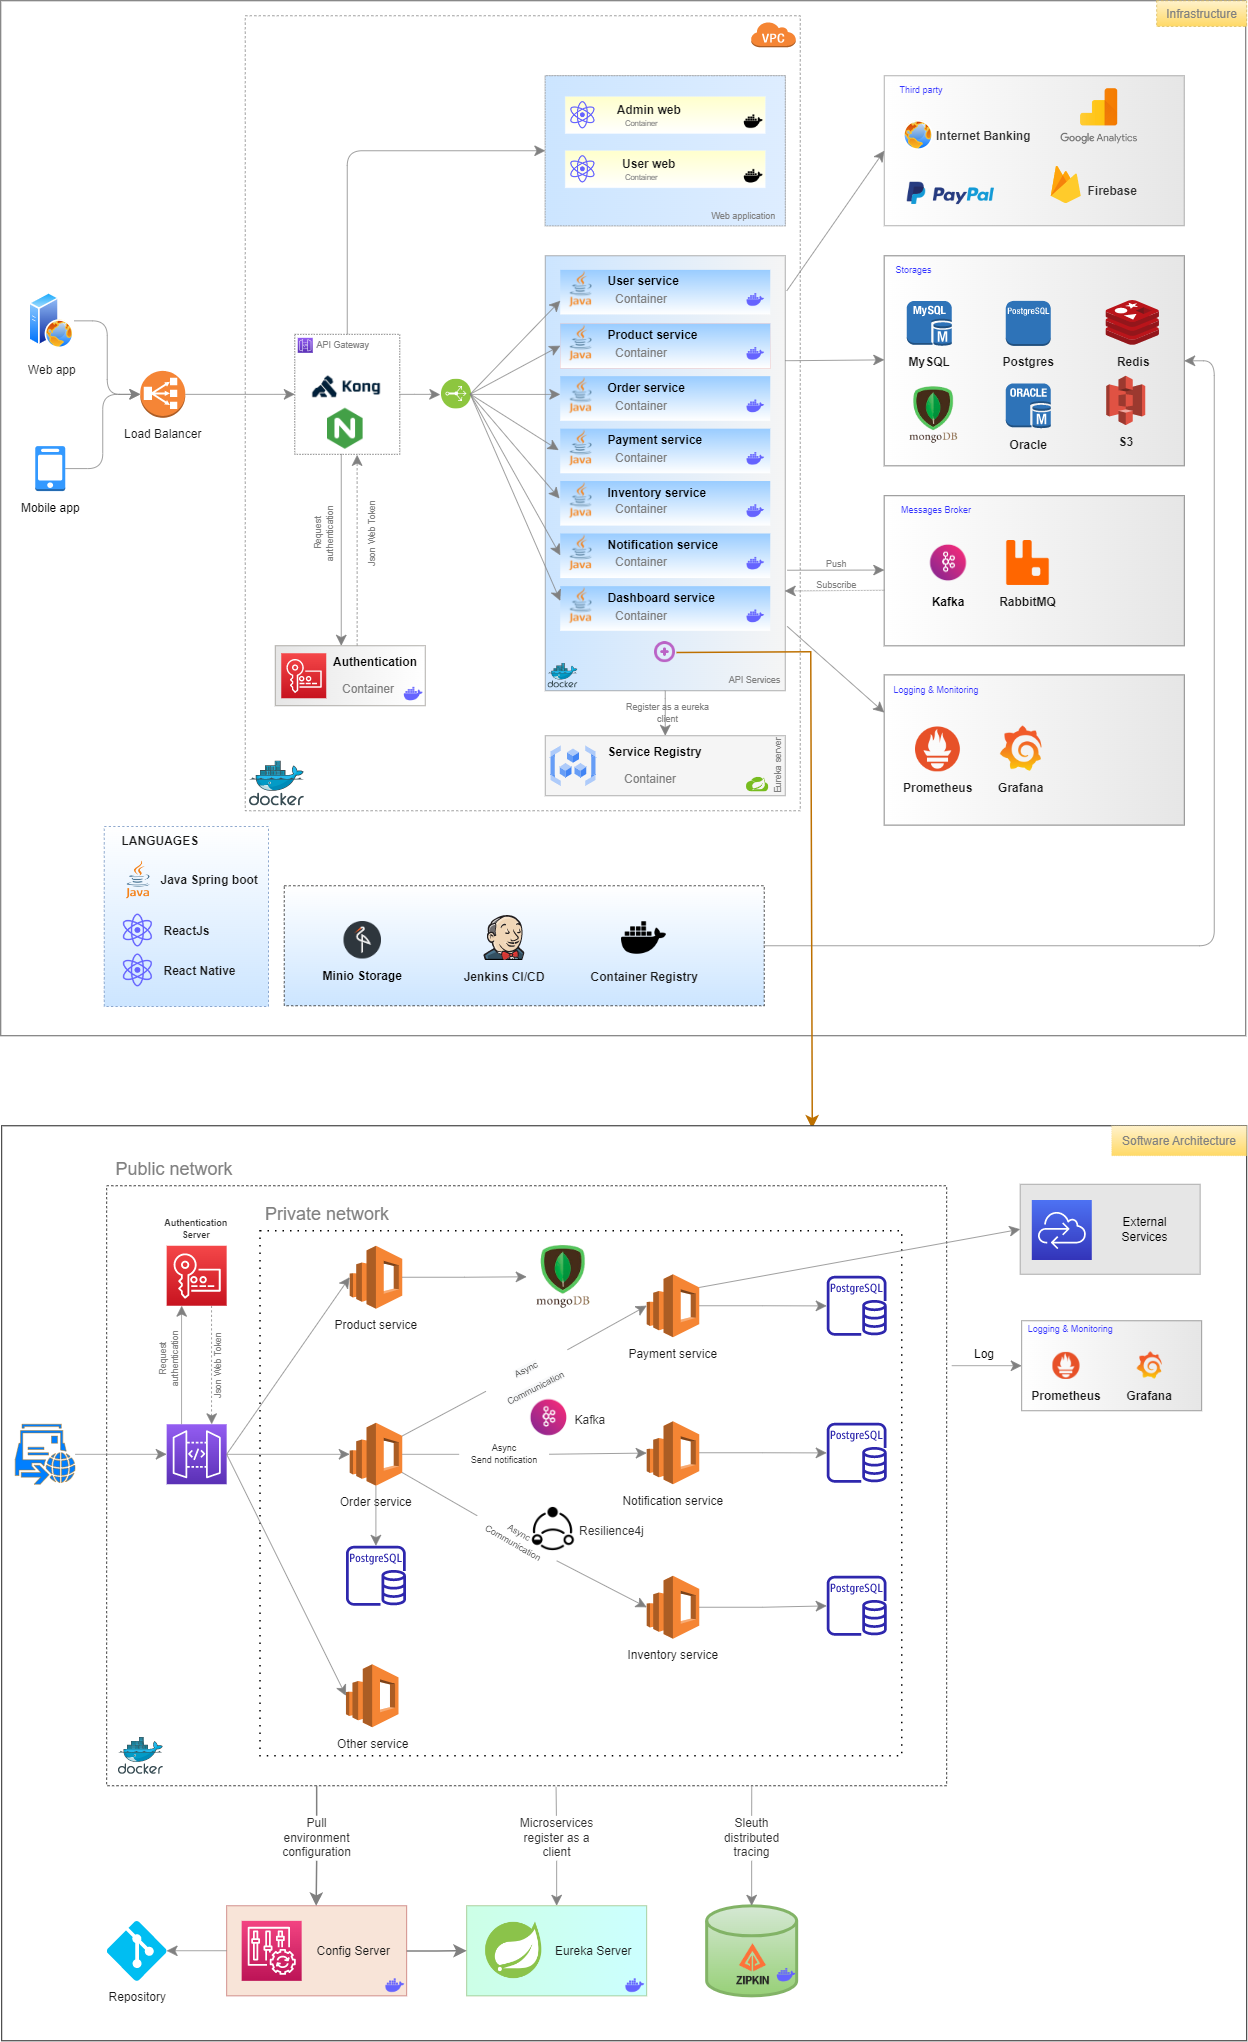 Infrastructure
VPC
Admin web
Container
User web
Container
Web application
Third party
Internet Banking
Google Analytics
PayPal
Firebase
Web app
Mobile app
Load Balancer
API Gateway
Kong
N
Request
authentication
Json Web Token
Authentication
Container
docker
User service
Container
Java
Product service
Container
Java
Order service
Container
Java
Payment service
Container
Java
Inventory service
Container
Java
Notification service
Container
Java
Dashboard service
Container
Java
docker
API Services
Register as a eureka
client
Service Registry
Container
Eureka server
Storages
MySQL
MySQL
PostgreSQL
Postgres
Redis
mongoDB
ORACLE
Oracle
S3
Push
Subscribe
Messages Broker
Kafka
RabbitMQ
Logging & Monitoring
Prometheus
Grafana
LANGUAGES
Java
Java Spring boot
ReactJs
React Native
Minio Storage
Jenkins CI/CD
Container Registry
Software Architecture
Public network
Private network
Authentication
Server
Request
authentication
Json Web Token
Product service
mongoDB
Payment service
PostgreSQL
External
Services
Logging & Monitoring
Prometheus
Grafana
Log
Async
Communication
Kafka
Async
Send notification
Order service
Notification service
PostgreSQL
Resilience4j
Async
Communication
PostgreSQL
Inventory service
PostgreSQL
Other service
docker
Pull
environment
configuration
Microservices
register as a
client
Sleuth
distributed
tracing
Repository
Config Server
Eureka Server
ZIPKIN